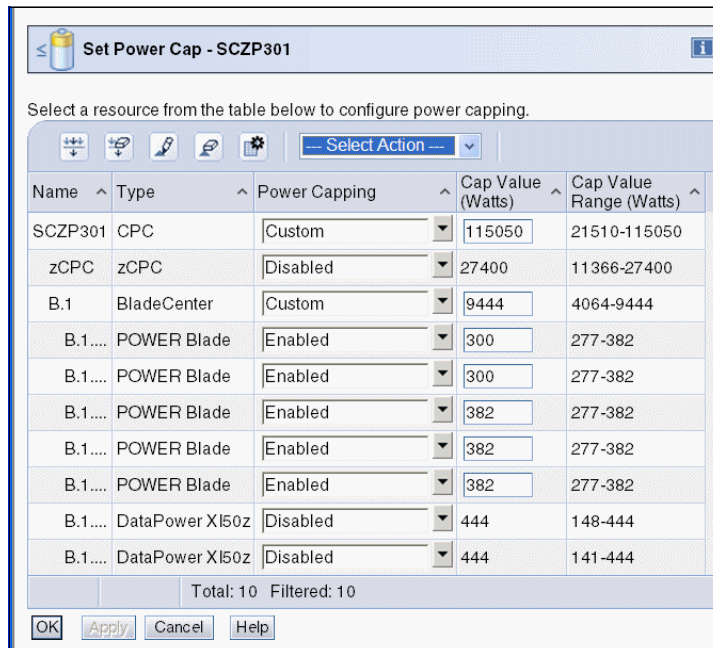 Set Power Cap - SCZP301
Select a resource from the table below to configure power capping.
--- Select Action ---
Name Type Power Capping Cap Value (Watts) Cap Value Range (Watts)
SCZP301 CPC Custom 115050 21510-115050
zCPC zCPC Disabled 27400 11366-27400
B.1 BladeCenter Custom 9444 4064-9444
B.1.... POWER Blade Enabled 300 277-382
B.1.... POWER Blade Enabled 300 277-382
B.1.... POWER Blade Enabled 382 277-382
B.1.... POWER Blade Enabled 382 277-382
B.1.... POWER Blade Enabled 382 277-382
B.1.... DataPower XI50z Disabled 444 148-444
B.1.... DataPower XI50z Disabled 444 141-444
Total: 10 Filtered: 10
OK Apply Cancel Help